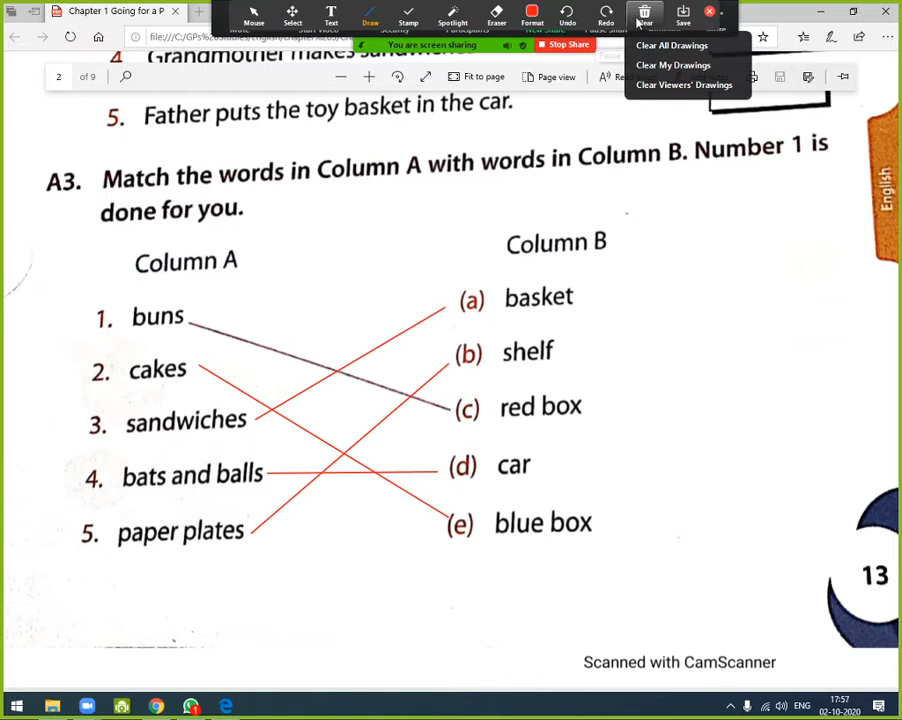 Chapter 1 Going for a P
Mouse Select Text Draw Stamp Spotlight Eraser Format Undo Redo Clear Save
You are screen sharing Stop Share
Clear All Drawings
Clear My Drawings
Clear Viewers' Drawings
2 of 9 Fit to page Page view
4 Grandmother makes
5. Father puts the toy basket in the car.
A3. Match the words in Column A with words in Column B. Number 1 is
done for you.
English
Column A Column B
1. buns (a) basket
2. cakes (b) shelf
3. sandwiches (c) red box
4. bats and balls (d) car
5. paper plates (e) blue box
13
Scanned with CamScanner
ENG 17:57
02-10-2020